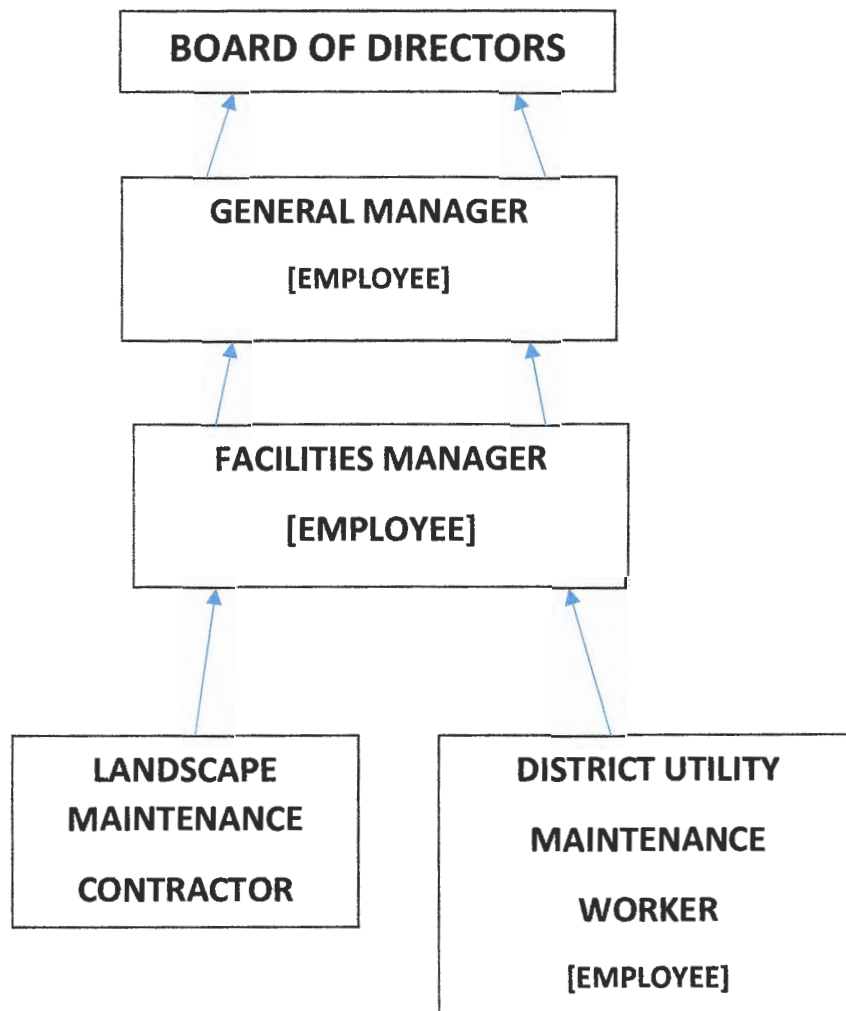 BOARD OF DIRECTORS
GENERAL MANAGER
[EMPLOYEE]
FACILITIES MANAGER
[EMPLOYEE]
LANDSCAPE
MAINTENANCE
CONTRACTOR
DISTRICT UTILITY
MAINTENANCE
WORKER
[EMPLOYEE]